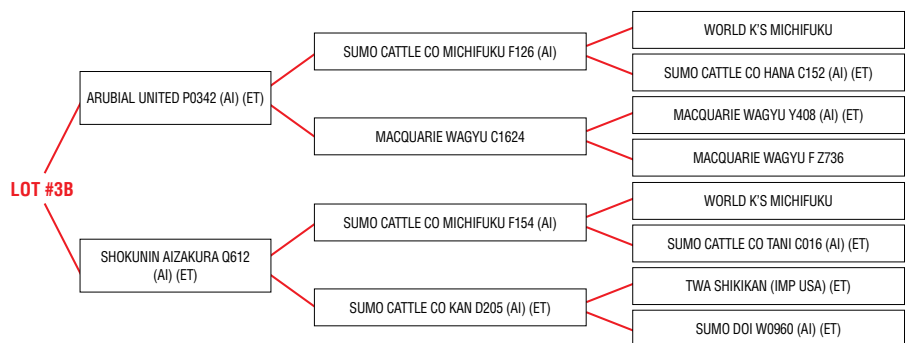 WORLD K'S MICHIFUKU
SUMO CATTLE CO MICHIFUKU F126 (AI)
SUMO CATTLE CO HANA C152 (AI) (ET)
ARUBIAL UNITED P0342 (AI) (ET)
MACQUARIE WAGYU Y408 (AI) (ET)
MACQUARIE WAGYU C1624
MACQUARIE WAGYU F Z736
LOT #3B
WORLD K'S MICHIFUKU
SUMO CATTLE CO MICHIFUKU F154 (AI)
SUMO CATTLE CO TANI C016 (AI) (ET)
SHOKUNIN AIZAKURA Q612
(AI) (ET)
TWA SHIKIKAN (IMP USA) (ET)
SUMO CATTLE CO KAN D205 (AI) (ET)
SUMO DOI W0960 (AI) (ET)